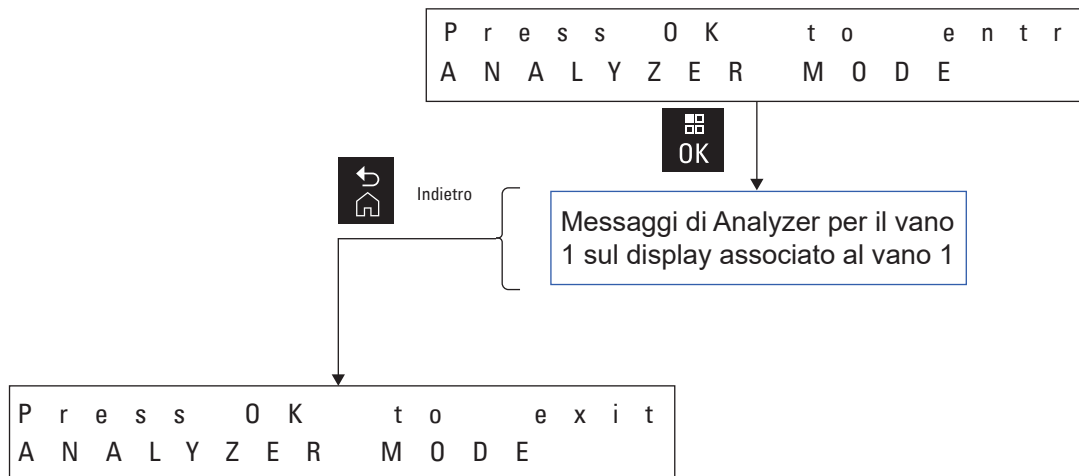 Press OK to entr
ANALYZER MODE
OK
Indietro
Messaggi di Analyzer per il vano
1 sul display associato al vano 1
Press OK to exit
ANALYZER MODE